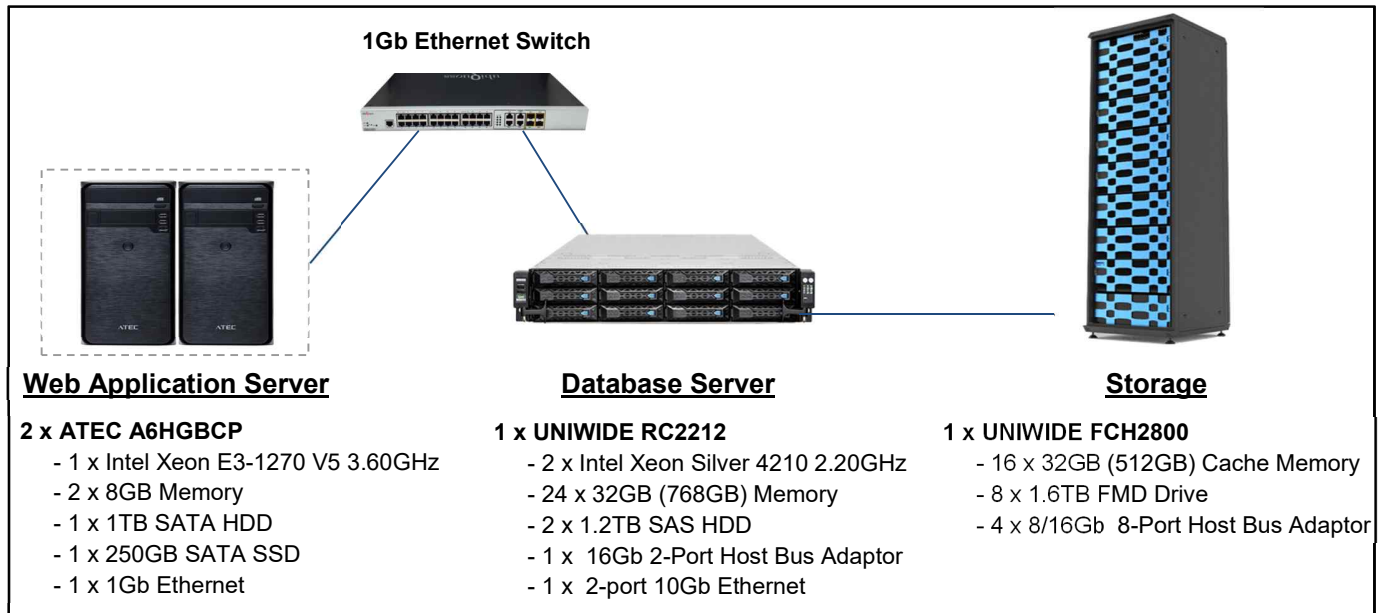 1Gb Ethernet Switch
ubiQuoss
ATEC
ATEC
Web Application Server
2 x ATEC A6HGBCP
- 1 x Intel Xeon E3-1270 V5 3.60GHz
- 2 x 8GB Memory
- 1 x 1TB SATA HDD
- 1 x 250GB SATA SSD
- 1 x 1Gb Ethernet
Database Server
1 x UNIWIDE RC2212
- 2 x Intel Xeon Silver 4210 2.20GHz
- 24 x 32GB (768GB) Memory
- 2 x 1.2TB SAS HDD
- 1 x 16Gb 2-Port Host Bus Adaptor
- 1 x 2-port 10Gb Ethernet
Storage
1 x UNIWIDE FCH2800
- 16 x 32GB (512GB) Cache Memory
- 8 x 1.6TB FMD Drive
- 4 x 8/16Gb 8-Port Host Bus Adaptor